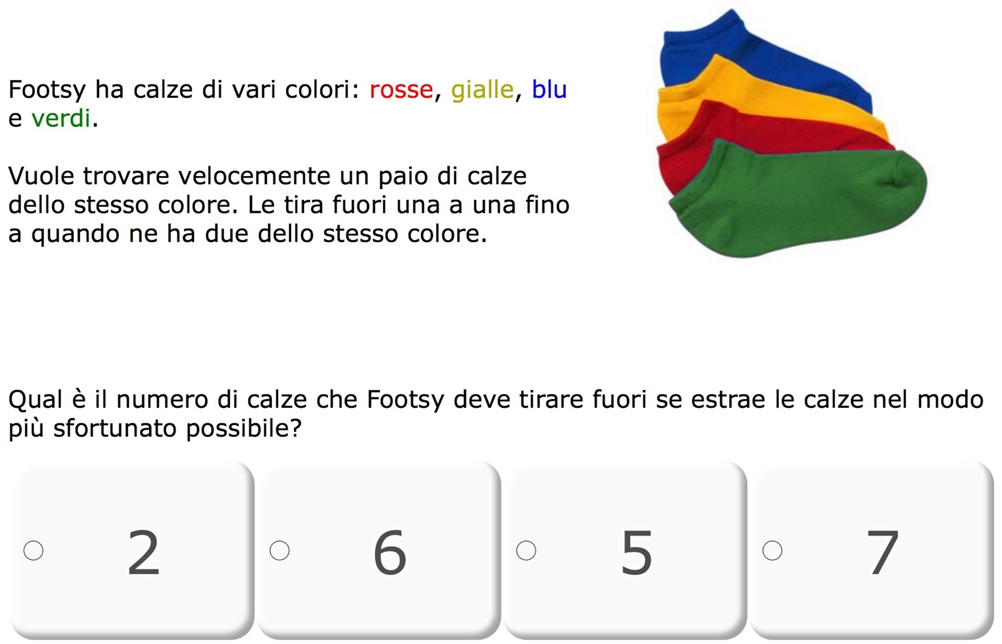 Footsy ha calze di vari colori: rosse, gialle, blu
e verdi.
Vuole trovare velocemente un paio di calze
dello stesso colore. Le tira fuori una a una fino
a quando ne ha due dello stesso colore.
Qual è il numero di calze che Footsy deve tirare fuori se estrae le calze nel modo
più sfortunato possibile?
2 6 5 7